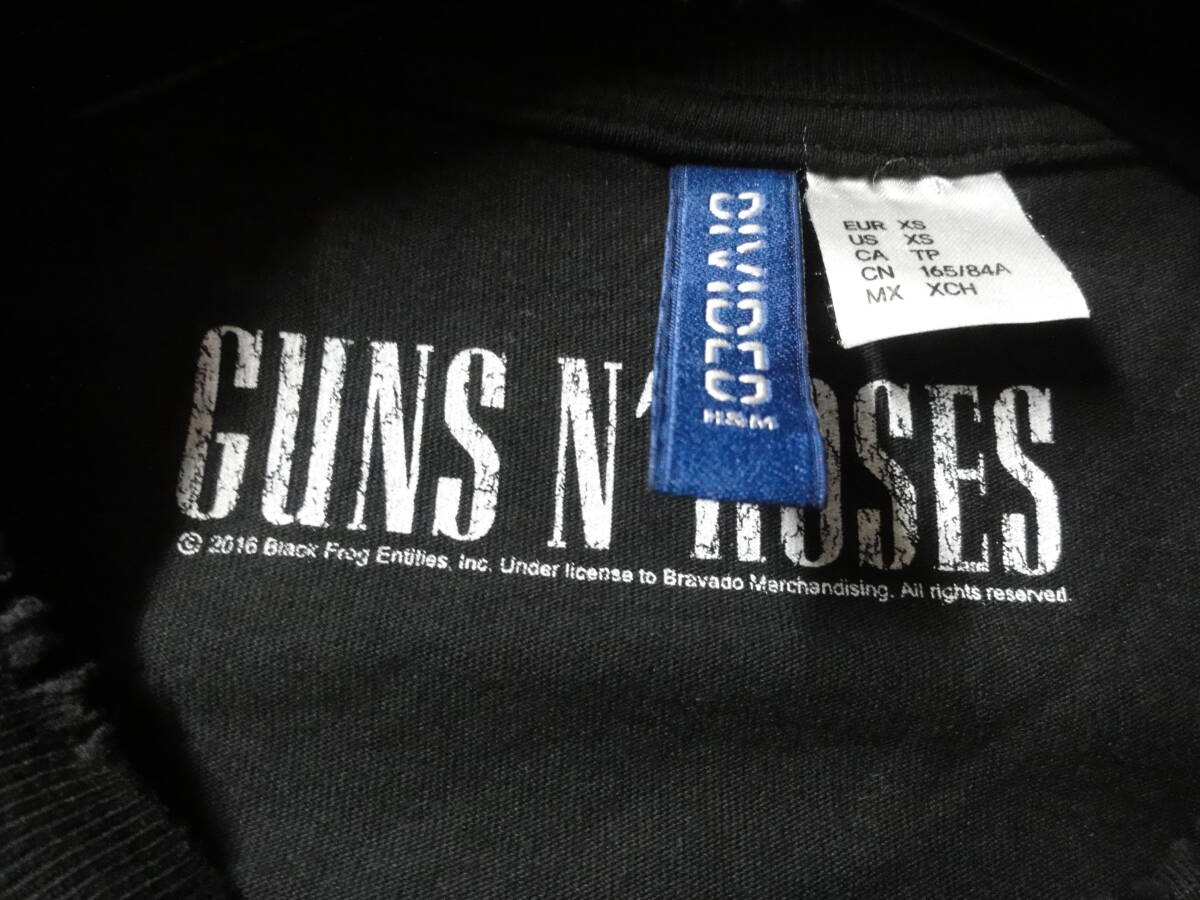 DIVIDED
H&M
EUR XS
US XS
CA TP
CN 165/84A
MX XCH
GUNS N' ROSES
© 2016 Black Frog Entities, Inc. Under license to Bravado Merchandising. All rights reserved.